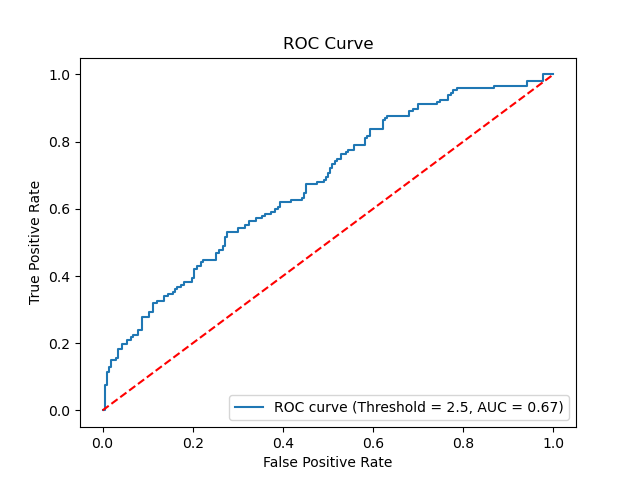 ROC Curve
True Positive Rate
1.0
0.8
0.6
0.4
0.2
0.0
ROC curve (Threshold = 2.5, AUC = 0.67)
0.0 0.2 0.4 0.6 0.8 1.0
False Positive Rate